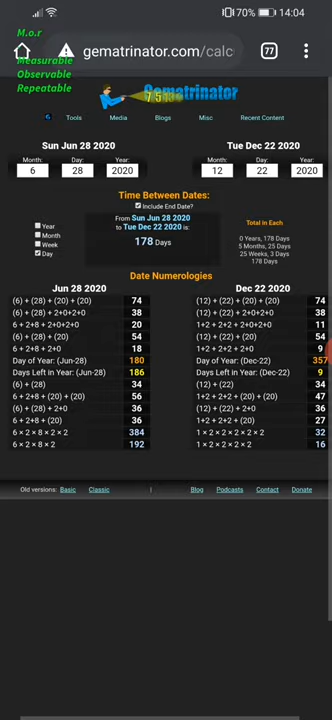 70% 14:04
M.o.r
gematrinator.com/calc
77
Measurable
Observable
Repeatable
Gematrinator
Tools Media Blogs Misc Recent Content
Sun Jun 28 2020
Month: Day: Year:
6 28 2020
Tue Dec 22 2020
Month: Day: Year:
12 22 2020
Time Between Dates:
Include End Date?
Year
Month
Week
Day
From Sun Jun 28 2020
to Tue Dec 22 2020 is:
178 Days
Total in Each
0 Years, 178 Days
5 Months, 25 Days
25 Weeks, 3 Days
178 Days
Date Numerologies
Jun 28 2020
(6) + (28) + (20) + (20) 74
(6) + (28) + 2+0+2+0 38
6 + 2+8 + 2+0+2+0 20
(6) + (28) + (20) 54
6 + 2+8 + 2+0 18
Day of Year: (Jun-28) 180
Days Left in Year: (Jun-28) 186
(6) + (28) 34
6 + 2+8 + (20) + (20) 56
(6) + (28) + 2+0 36
6 + 2+8 + (20) 36
6 × 2 × 8 × 2 × 2 384
6 × 2 × 8 × 2 192
Dec 22 2020
(12) + (22) + (20) + (20) 74
(12) + (22) + 2+0+2+0 38
1+2 + 2+2 + 2+0+2+0 11
(12) + (22) + (20) 54
1+2 + 2+2 + 2+0 9
Day of Year: (Dec-22) 357
Days Left in Year: (Dec-22) 9
(12) + (22) 34
1+2 + 2+2 + (20) + (20) 47
(12) + (22) + 2+0 36
1+2 + 2+2 + (20) 27
1 × 2 × 2 × 2 × 2 × 2 32
1 × 2 × 2 × 2 × 2 16
Old versions: Basic Classic | Blog Podcasts Contact Donate